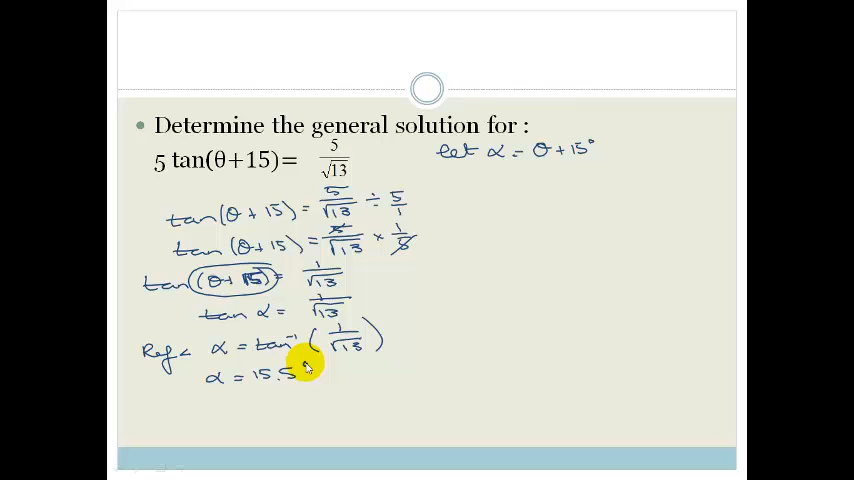 • Determine the general solution for :
5 tan(θ+15)= 5/√13
let α = θ + 15°
tan(θ + 15) = 5/√13 ÷ 5/1
tan (θ + 15) = 5/√13 × 1/5
tan (θ + 15) = 1/√13
tan α = 1/√13
Ref < α = tan⁻¹ (1/√13)
α = 15.5°